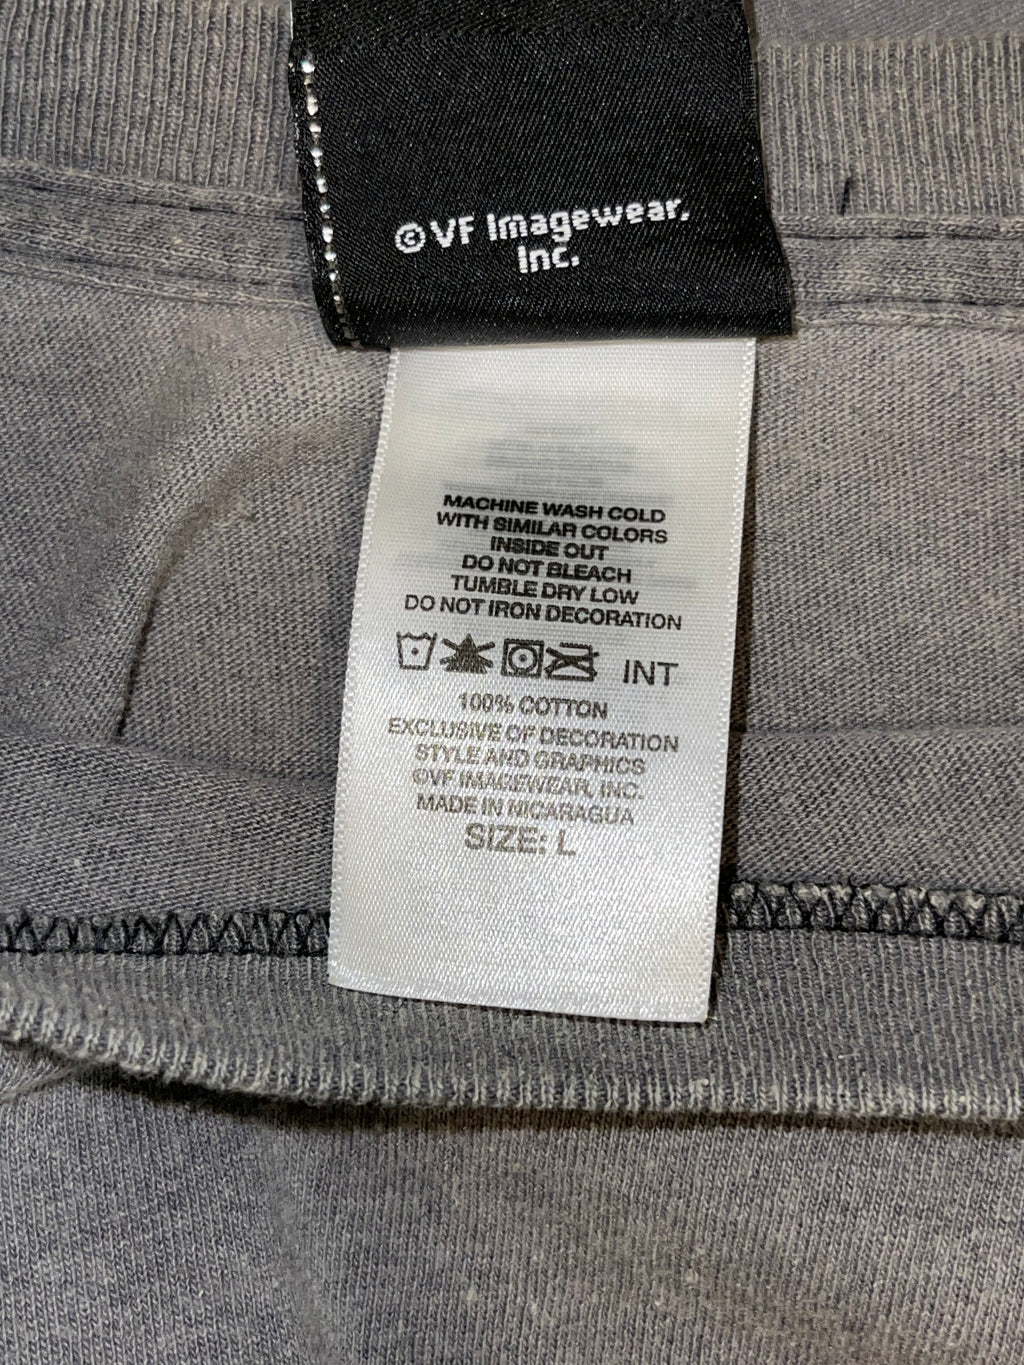 © VF Imagewear,
Inc.
MACHINE WASH COLD
WITH SIMILAR COLORS
INSIDE OUT
DO NOT BLEACH
TUMBLE DRY LOW
DO NOT IRON DECORATION
INT
100% COTTON
EXCLUSIVE OF DECORATION
STYLE AND GRAPHICS
©VF IMAGEWEAR, INC.
MADE IN NICARAGUA
SIZE: L